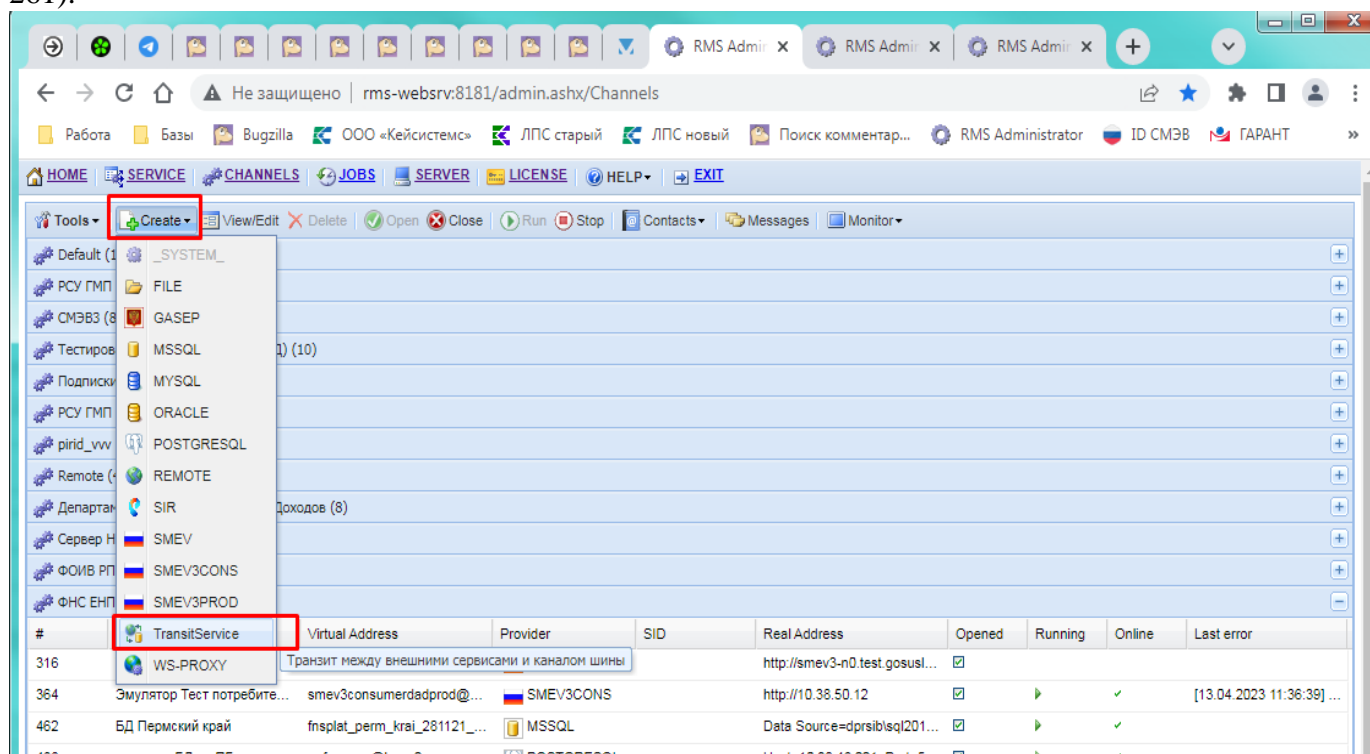 RMS Admin RMS Admin RMS Admin
Не защищено | rms-websrv:8181/admin.ashx/Channels
Работа Базы Bugzilla ООО «Кейсистемс» ЛПС старый ЛПС новый Поиск комментар... RMS Administrator ID СМЭВ ГАРАНТ »
HOME SERVICE CHANNELS JOBS SERVER LICENSE HELP EXIT
Tools Create View/Edit Delete Open Close Run Stop Contacts Messages Monitor
Default (1
_SYSTEM_
РСУ ГМП
FILE
СМЭВ3 (8
GASEP
Тестиров
MSSQL
Д) (10)
Подписки
MYSQL
РСУ ГМП
ORACLE
pirid_vvv
POSTGRESQL
Remote (4
REMOTE
Департам
SIR
Доходов (8)
Сервер Н
SMEV
ФОИВ РП
SMEV3CONS
ФНС ЕНП
SMEV3PROD
# TransitService Virtual Address Provider SID Real Address Opened Running Online Last error
316 WS-PROXY Транзит между внешними сервисами и каналом шины http://smev3-n0.test.gosusl...
364 Эмулятор Тест потребите... smev3consumerdadprod@... SMEV3CONS http://10.38.50.12 [13.04.2023 11:36:39] ...
462 БД Пермский край fnsplat_perm_krai_281121_... MSSQL Data Source=dprsib\sql201...